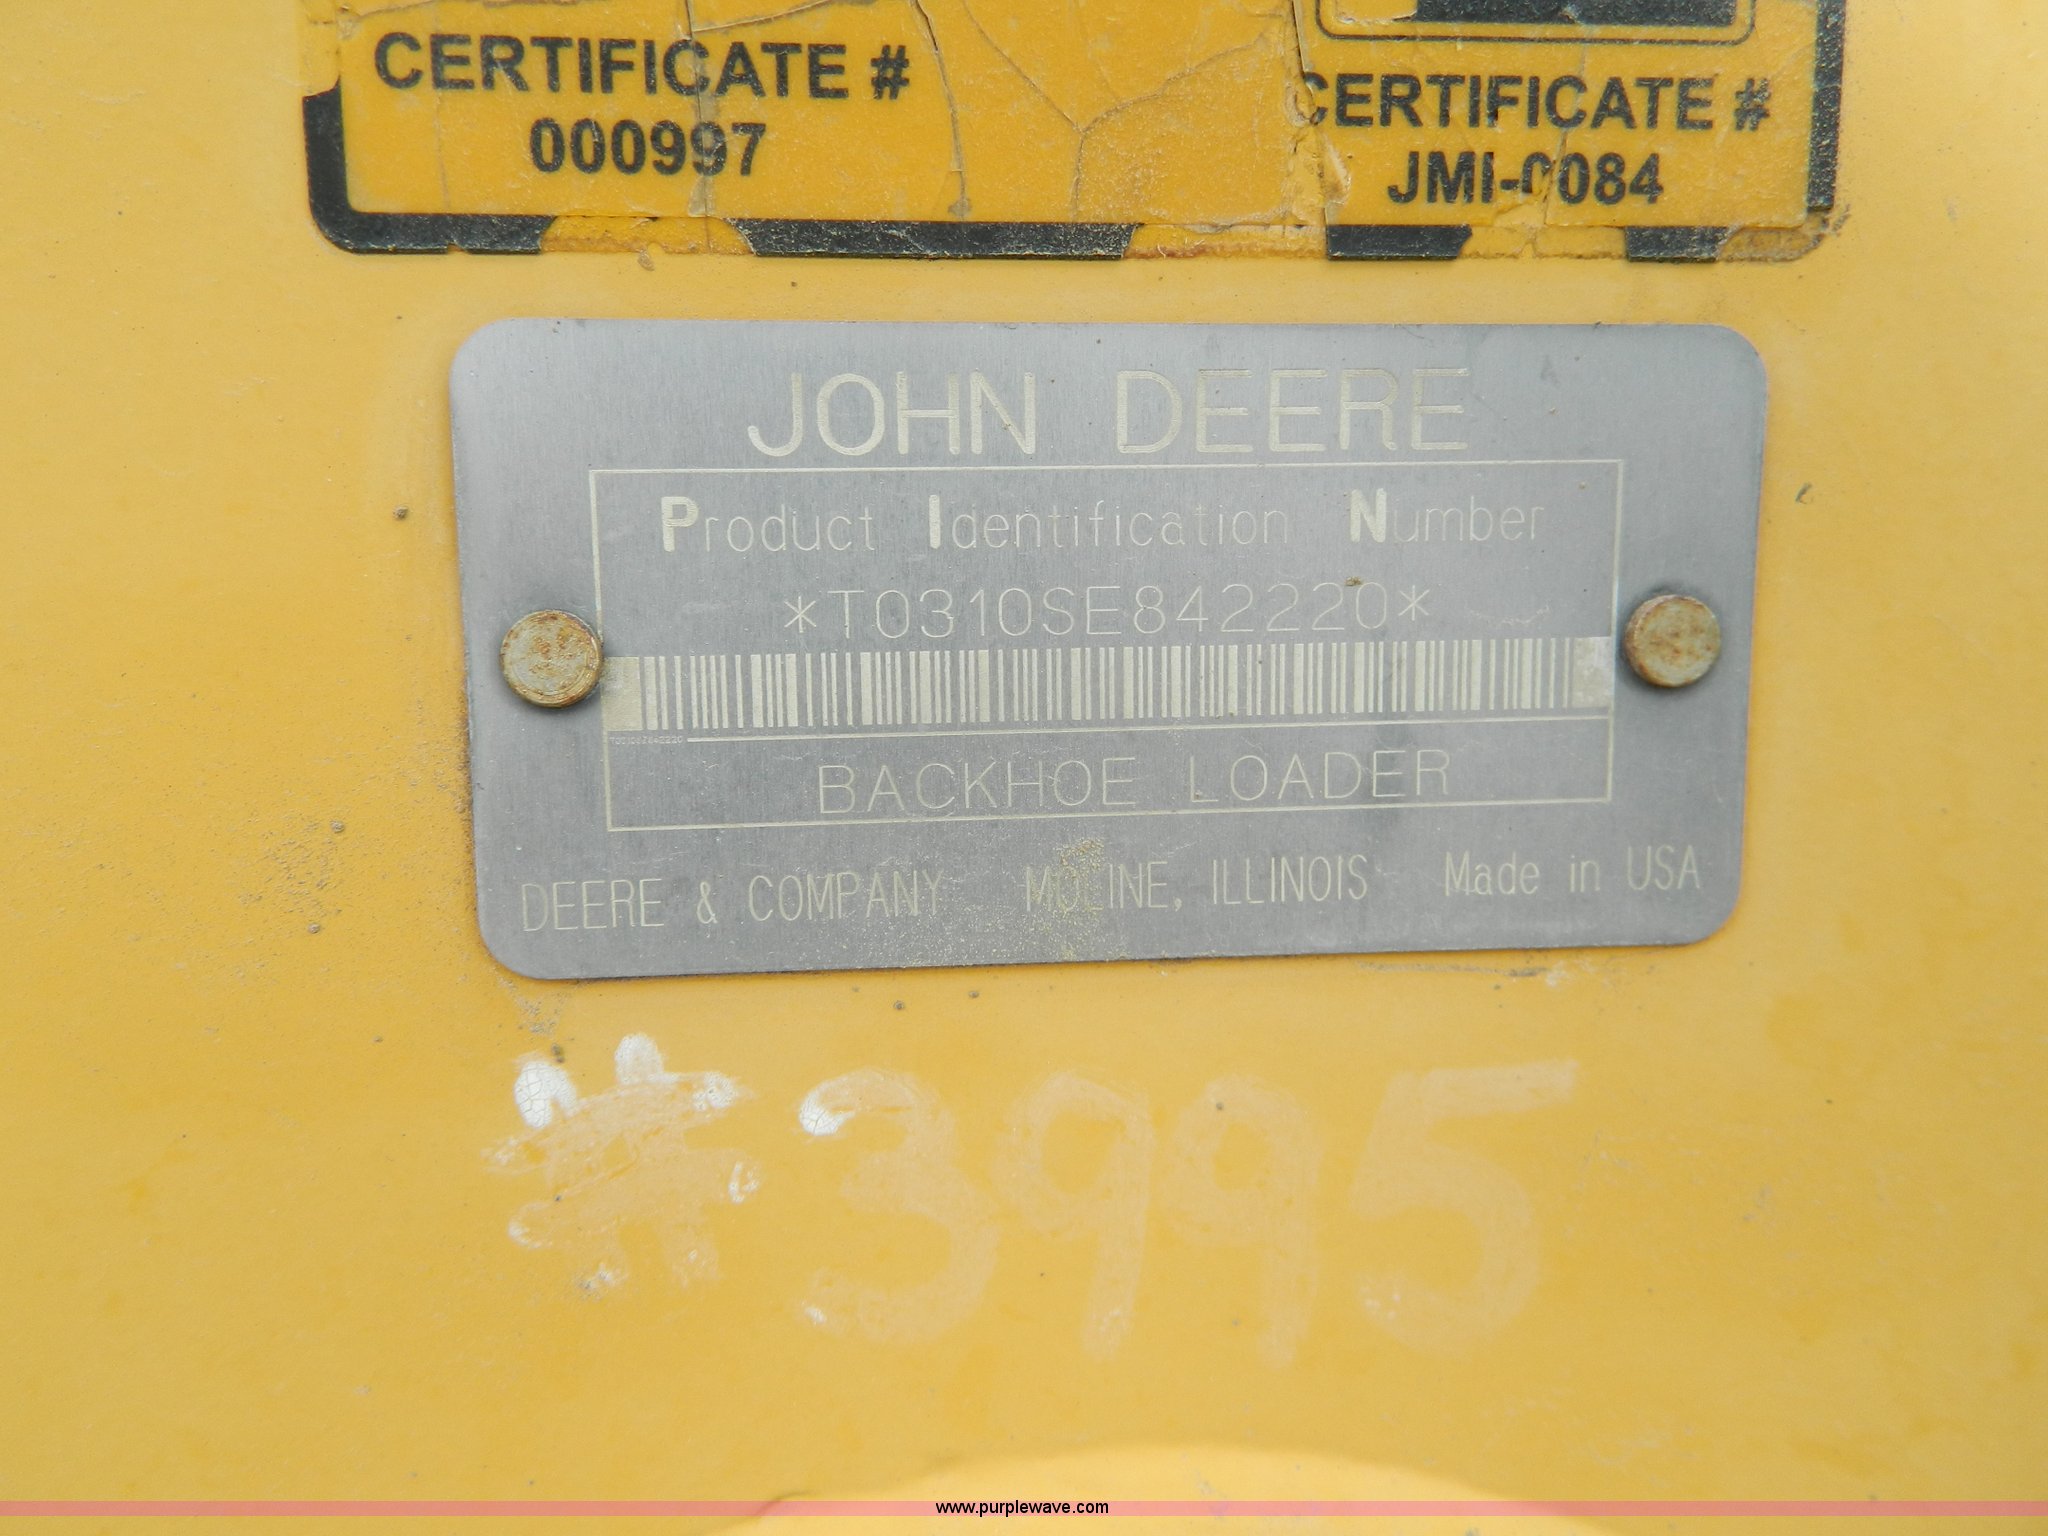 CERTIFICATE #
000997
CERTIFICATE #
JMI-0084
JOHN DEERE
Product Identification Number
*T0310SE842220*
T0310SE842220
BACKHOE LOADER
DEERE & COMPANY MOLINE, ILLINOIS Made in USA
#3995
www.purplewave.com